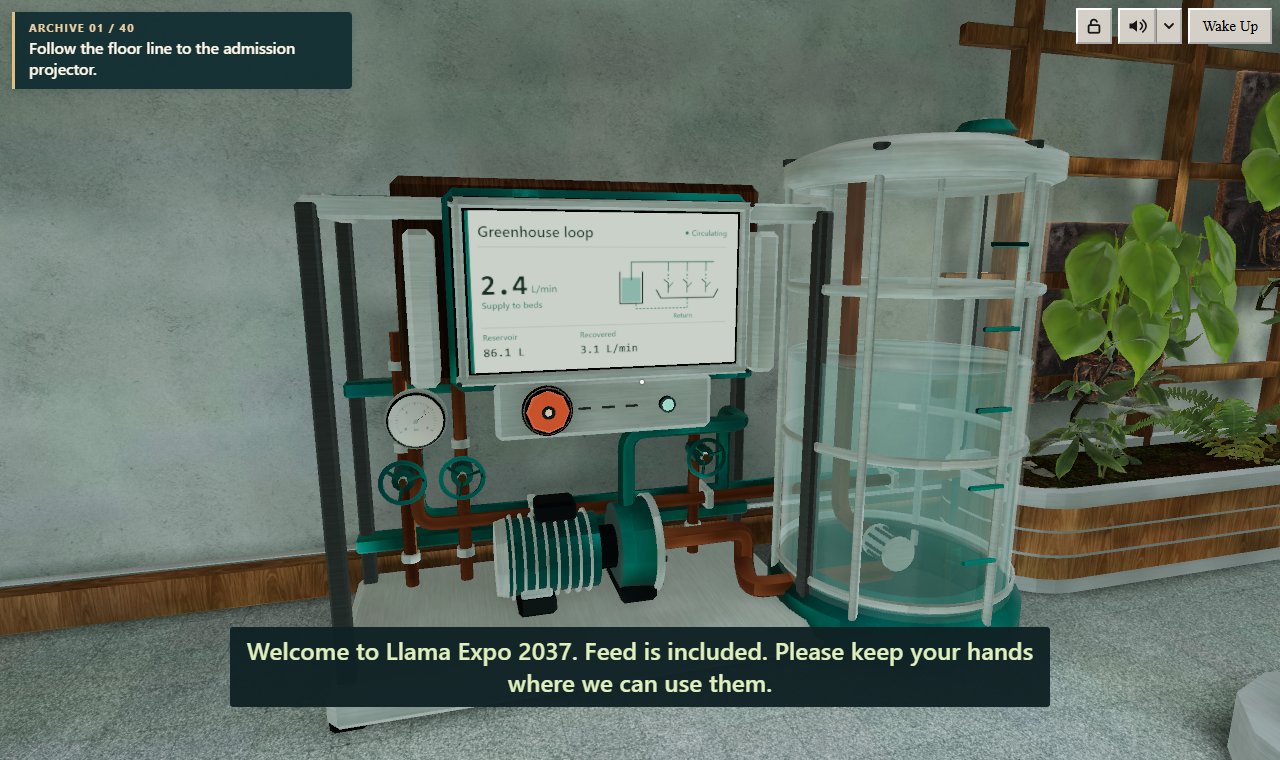 ARCHIVE 01 / 40
Follow the floor line to the admission
projector.
Wake Up
Greenhouse loop
Circulating
2.4 L/min
Supply to beds
Return
Reservoir
86.1 L
Recovered
3.1 L/min
Welcome to Llama Expo 2037. Feed is included. Please keep your hands
where we can use them.